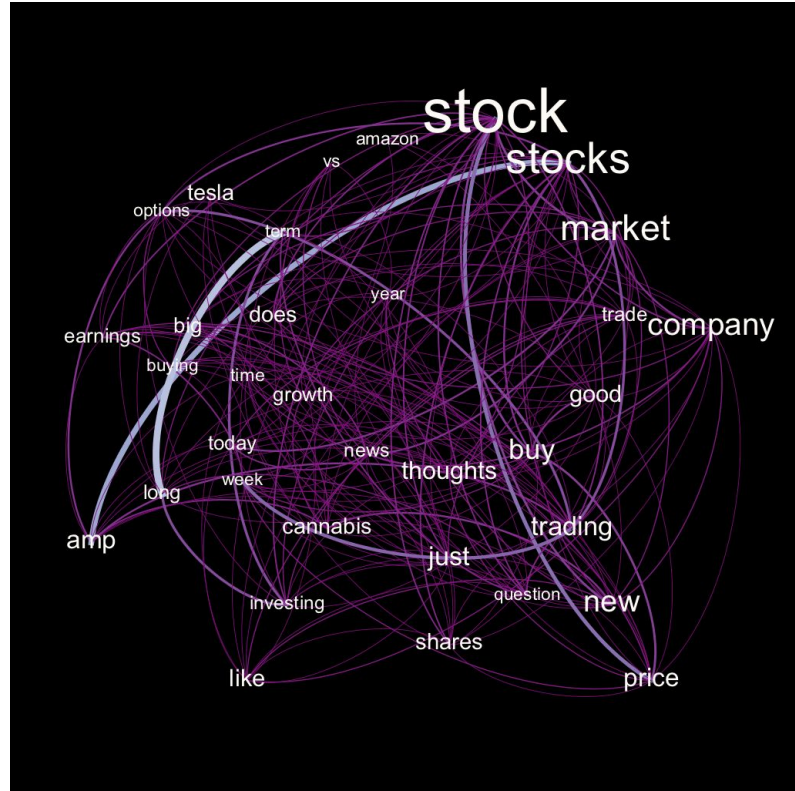 stock
amazon
vs
stocks
tesla
options
term
market
year
does
trade
company
big
earnings
buying
time
growth
good
today
news
buy
thoughts
week
long
cannabis
trading
amp
just
investing
question
new
shares
like
price